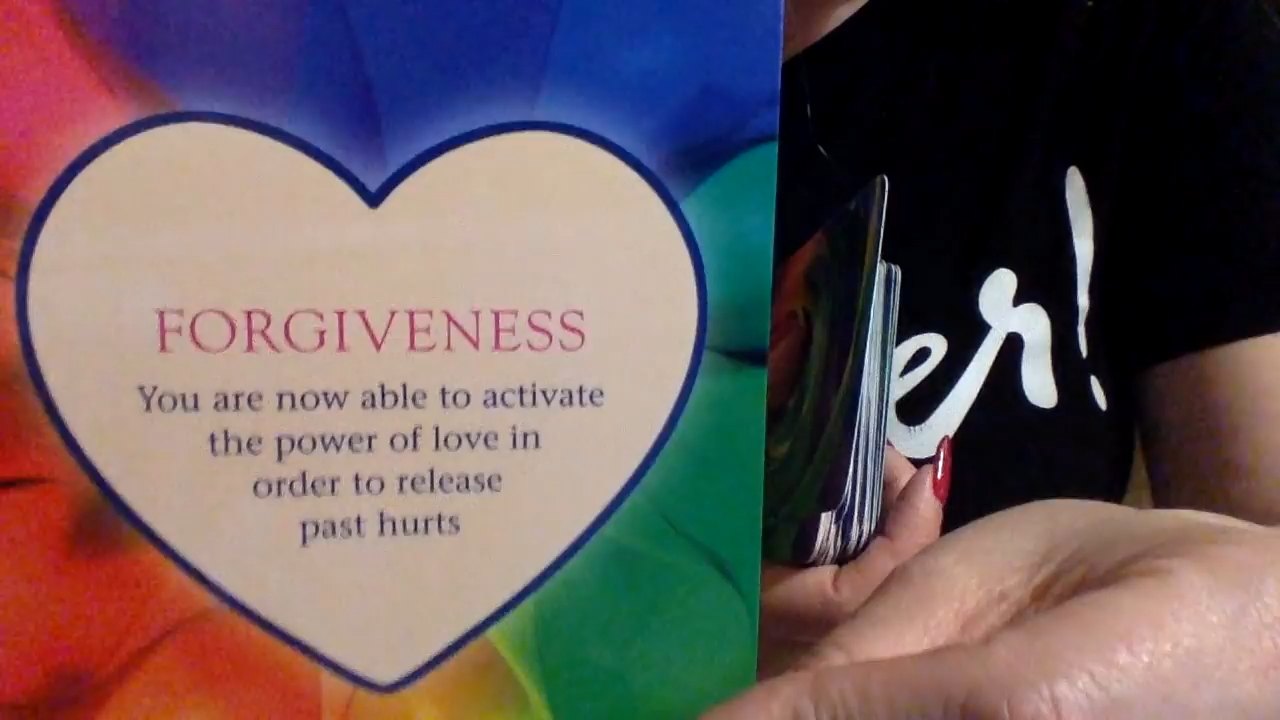 FORGIVENESS
You are now able to activate
the power of love in
order to release
past hurts
er!